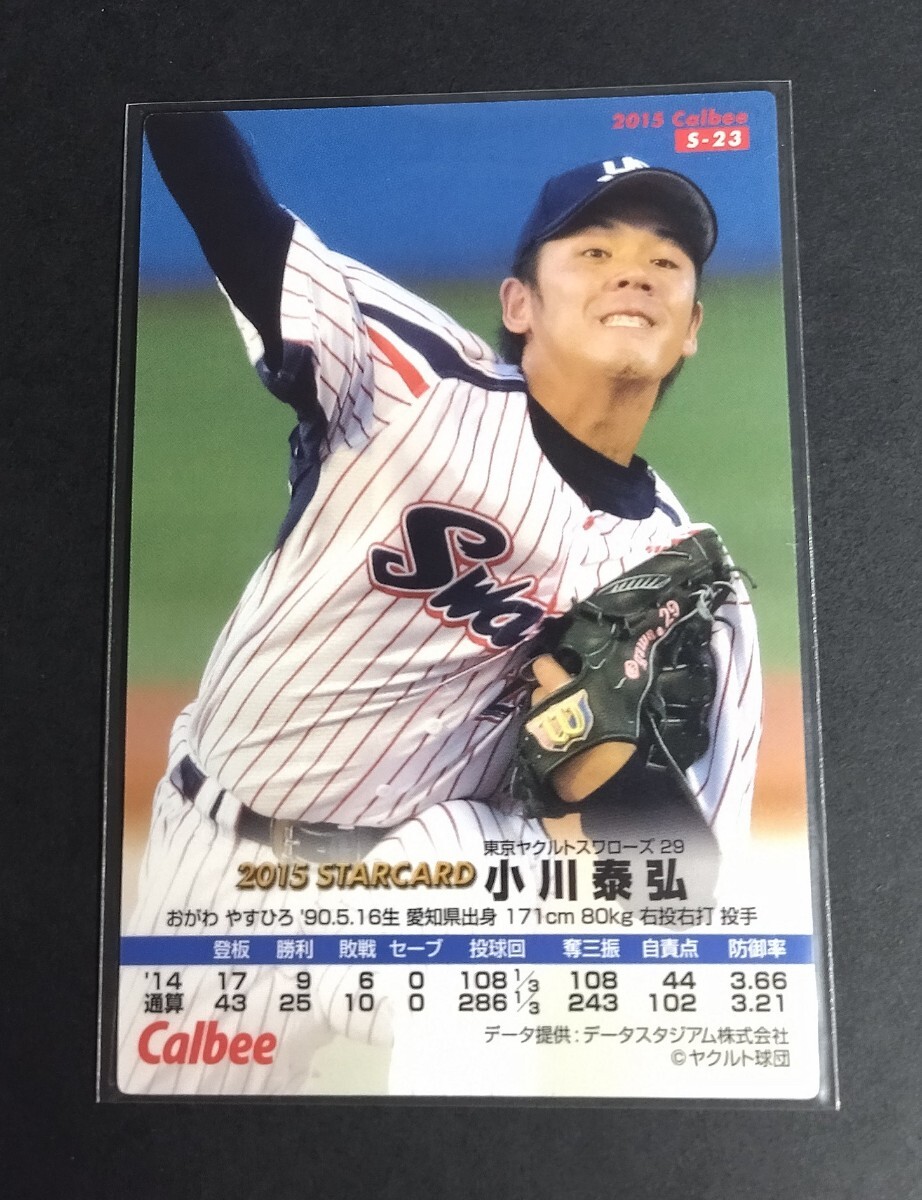 2015 Calbee
S-23
Swa
29
東京ヤクルトスワローズ 29
2015 STARCARD 小川泰弘
おがわ やすひろ '90.5.16生 愛知県出身 171cm 80kg 右投右打 投手
登板 勝利 敗戦 セーブ 投球回 奪三振 自責点 防御率
'14 17 9 6 0 108 1/3 108 44 3.66
通算 43 25 10 0 286 1/3 243 102 3.21
Calbee
データ提供:データスタジアム株式会社
©ヤクルト球団